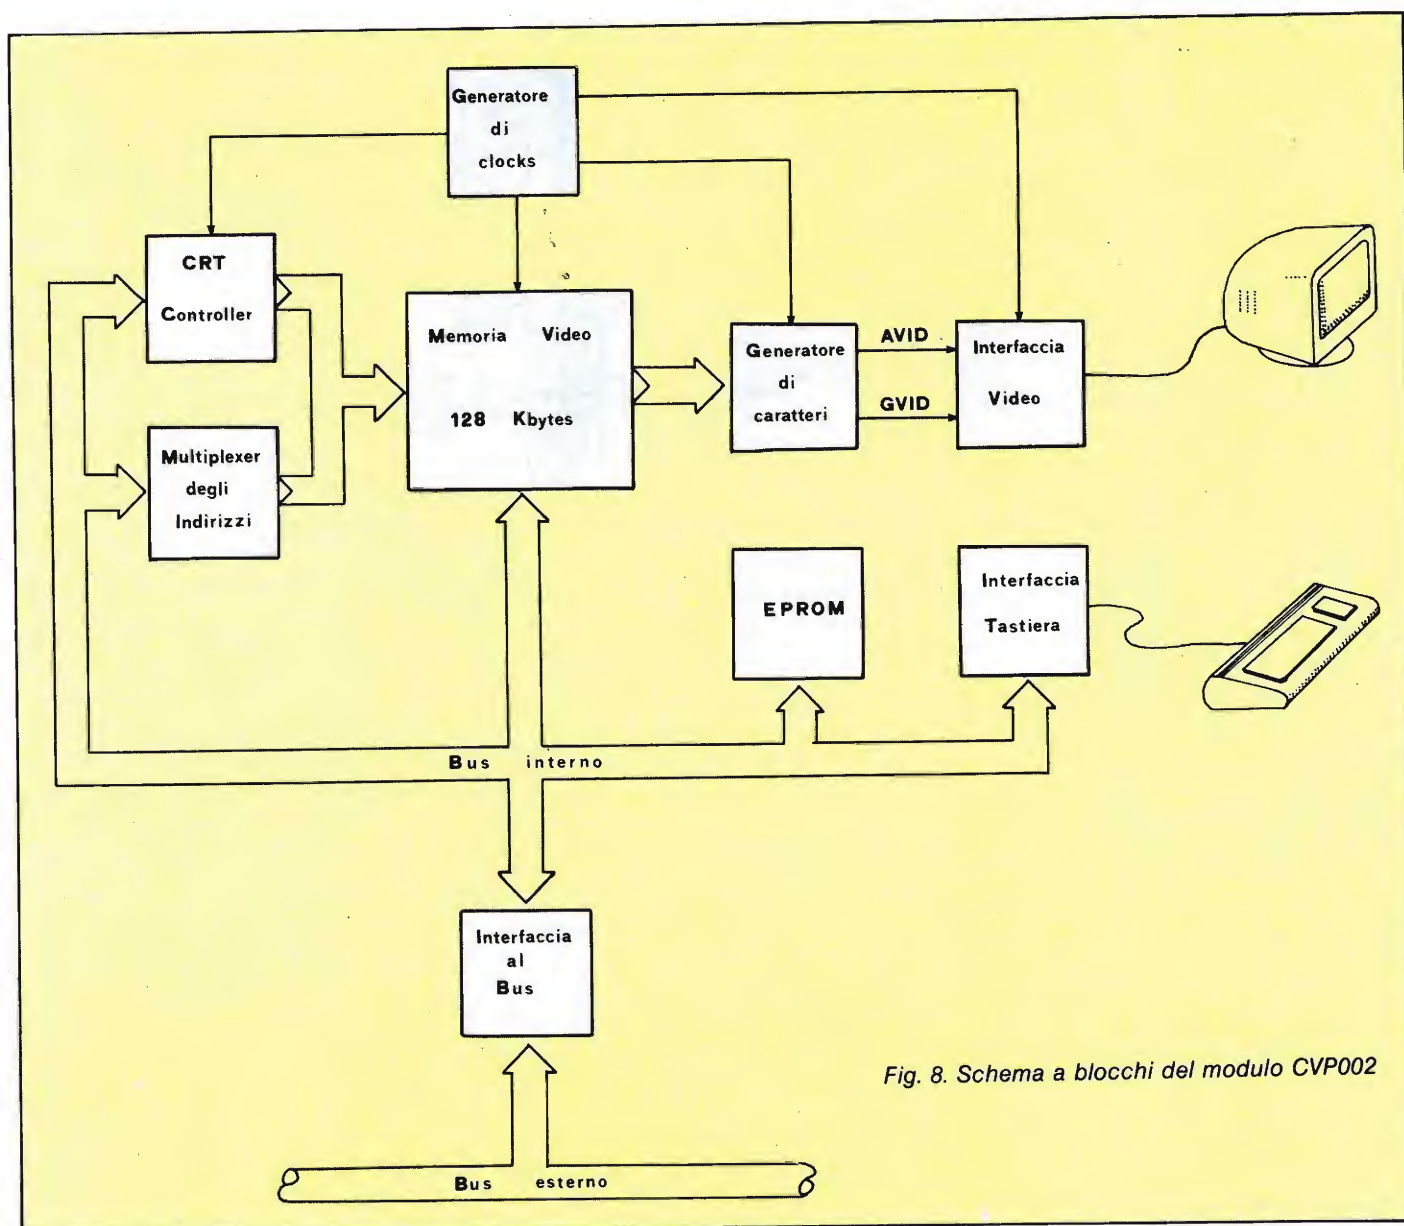 Generatore
di
clocks
CRT
Controller
Memoria Video
128 Kbytes
Generatore
di
caratteri
AVID
GVID
Interfaccia
Video
Multiplexer
degli
Indirizzi
EPROM
Interfaccia
Tastiera
Bus interno
Interfaccia
al
Bus
Fig. 8. Schema a blocchi del modulo CVP002
Bus esterno